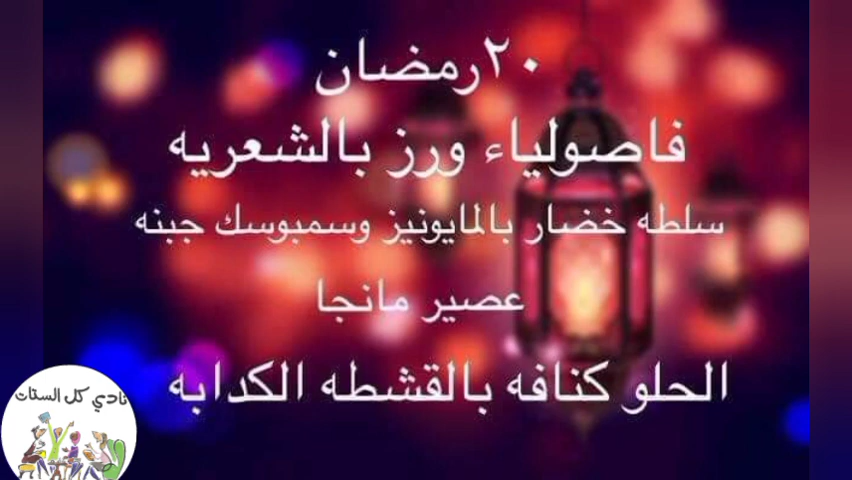 ٢٠رمضان
فاصولياء ورز بالشعريه
سلطه خضار بالمايونيز وسمبوسك جبنه
عصير مانجا
الحلو كنافه بالقشطه الكدابه
نادي كل الستات